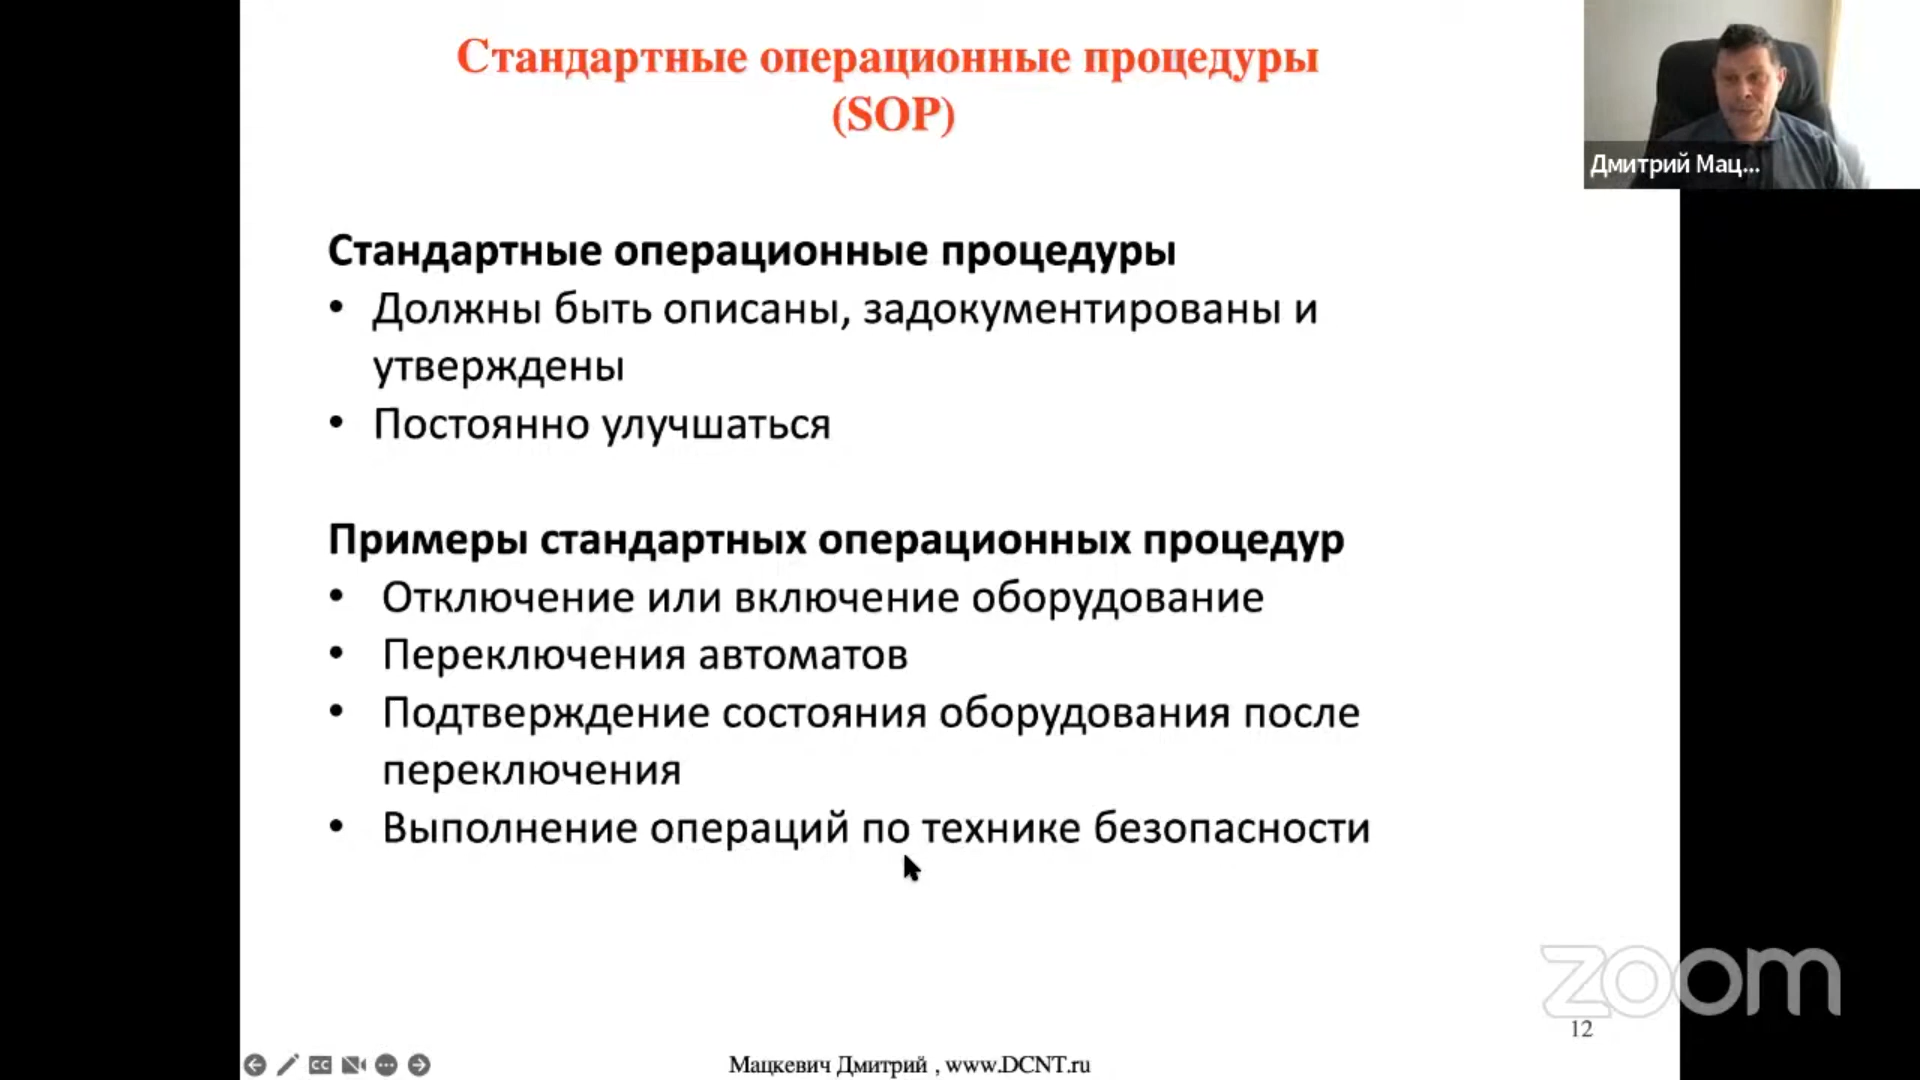 Стандартные операционные процедуры
(SOP)
Дмитрий Мац...
Стандартные операционные процедуры
• Должны быть описаны, задокументированы и
утверждены
• Постоянно улучшаться
Примеры стандартных операционных процедур
• Отключение или включение оборудование
• Переключения автоматов
• Подтверждение состояния оборудования после
переключения
• Выполнение операций по технике безопасности
zoom
12
CC
Мацкевич Дмитрий , www.DCNT.ru